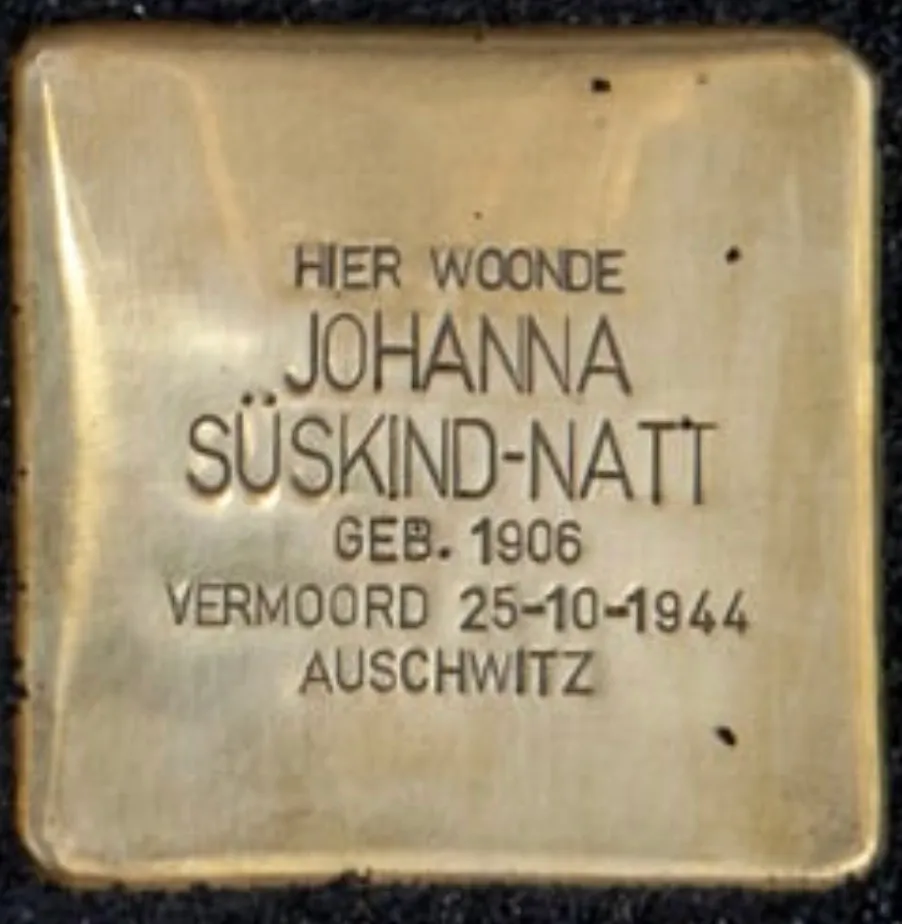 HIER WOONDE
JOHANNA
SÜSKIND-NATT
GEB. 1906
VERMOORD 25-10-1944
AUSCHWITZ